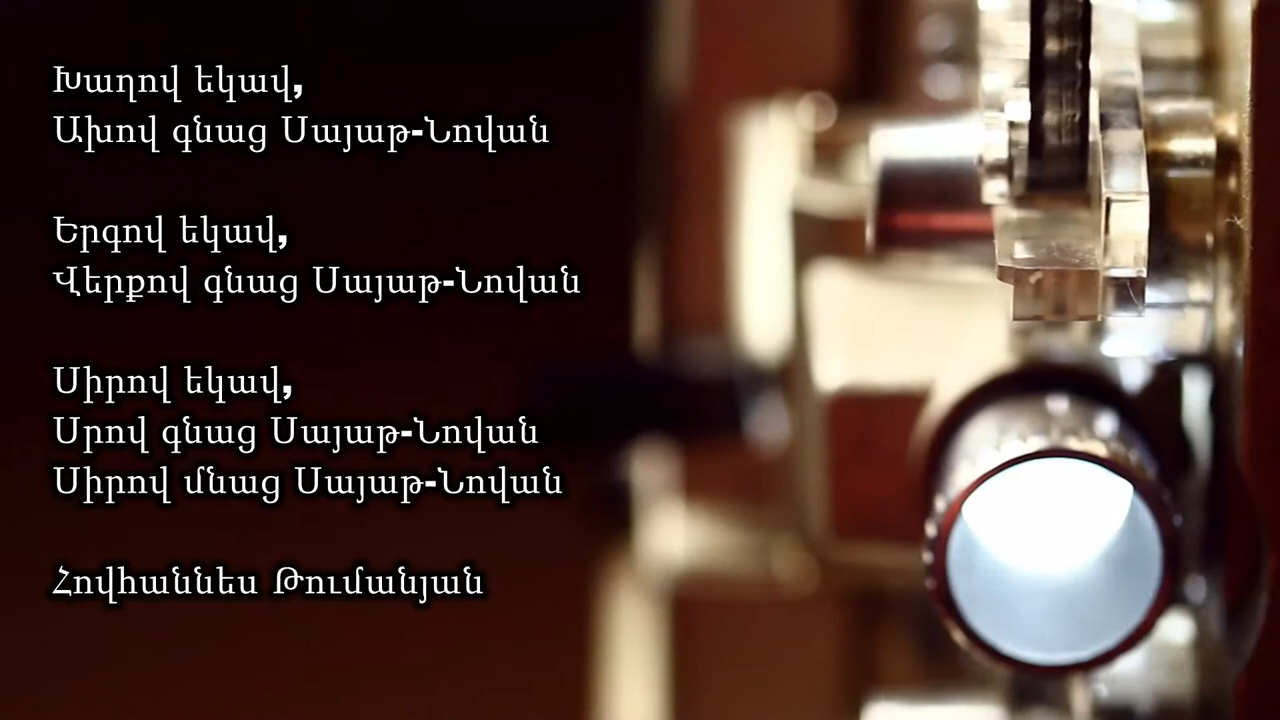 Խաղով եկավ,
Ախով գնաց Սայաթ-Նովան
Երգով եկավ,
Վերքով գնաց Սայաթ-Նովան
Սիրով եկավ,
Սրով գնաց Սայաթ-Նովան
Սիրով մնաց Սայաթ-Նովան
Հովհաննես Թումանյան